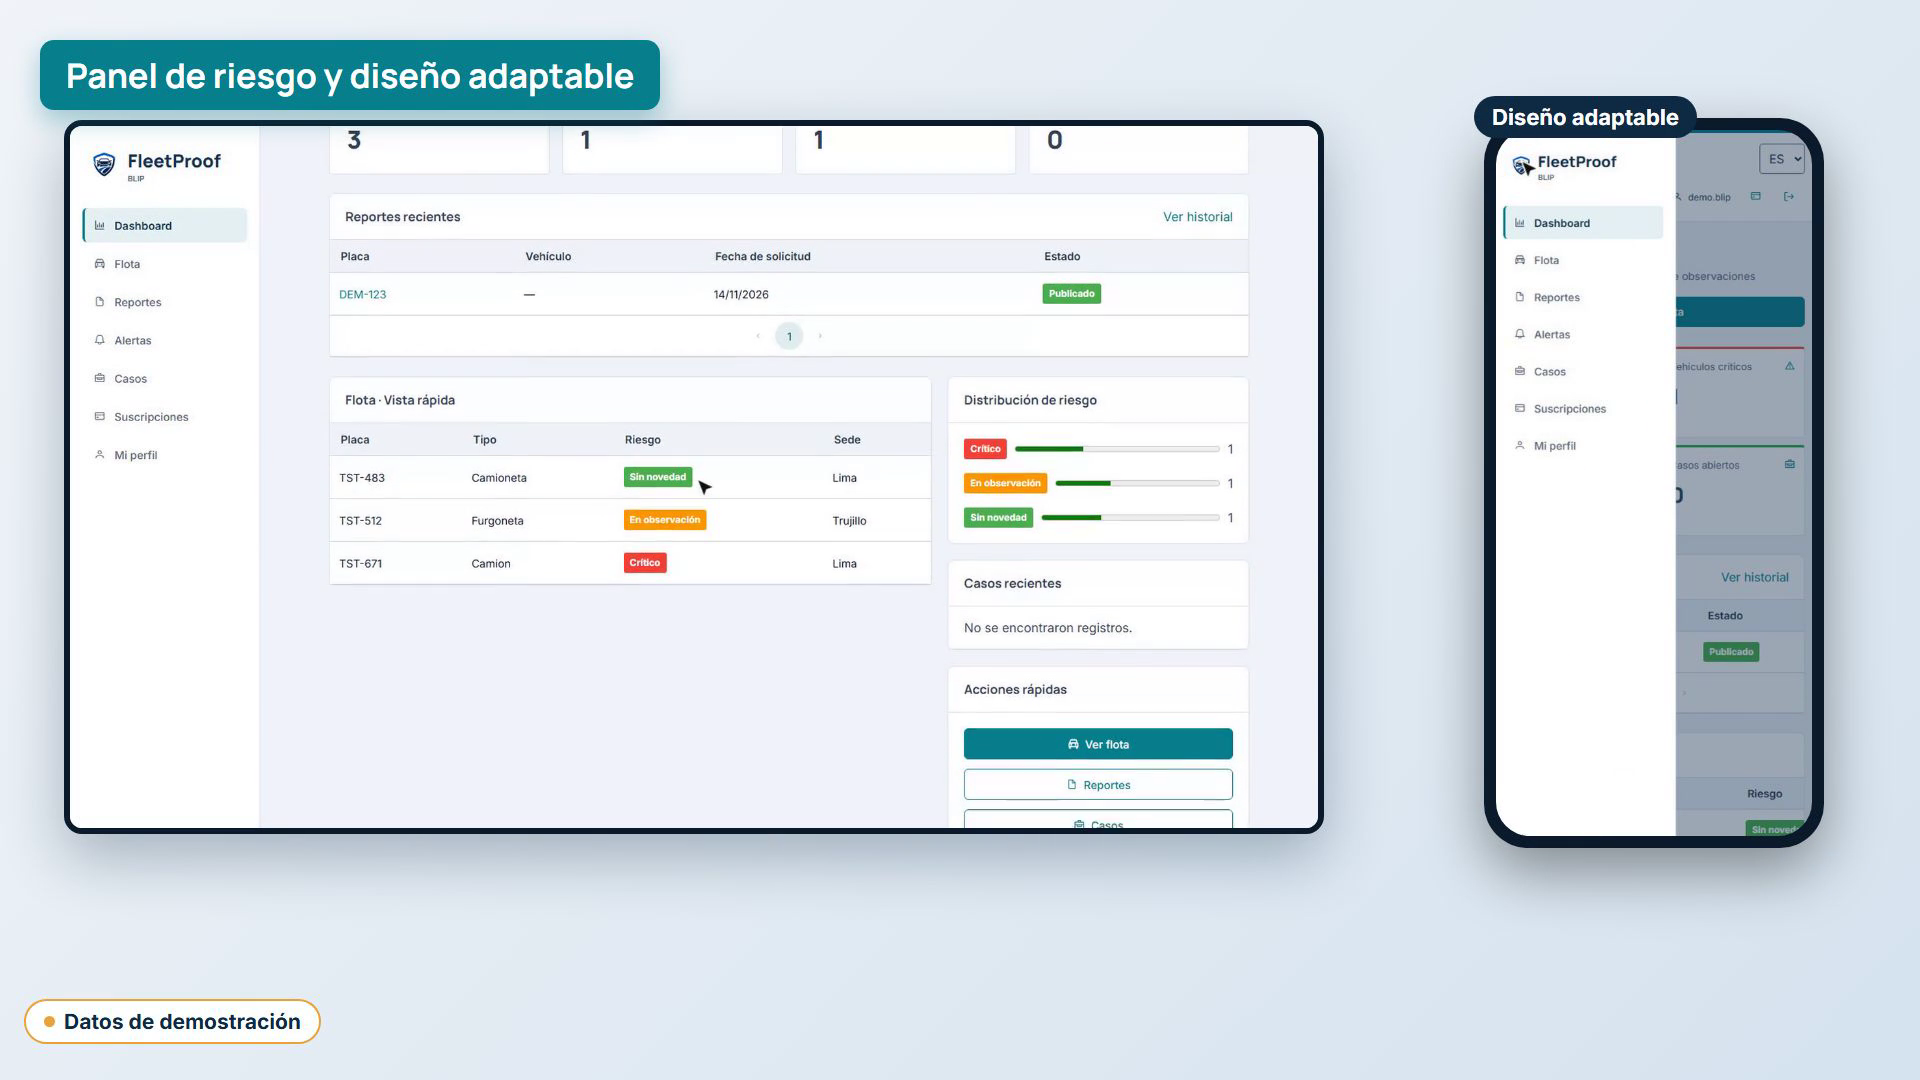 Panel de riesgo y diseño adaptable
FleetProof
BLIP
Dashboard
Flota
Reportes
Alertas
Casos
Suscripciones
Mi perfil
3 1 1 0
Reportes recientes Ver historial
Placa Vehículo Fecha de solicitud Estado
DEM-123 — 14/11/2026 Publicado
‹ 1 ›
Flota · Vista rápida
Placa Tipo Riesgo Sede
TST-483 Camioneta Sin novedad Lima
TST-512 Furgoneta En observación Trujillo
TST-671 Camion Crítico Lima
Distribución de riesgo
Crítico 1
En observación 1
Sin novedad 1
Casos recientes
No se encontraron registros.
Acciones rápidas
Ver flota
Reportes
Casos
Diseño adaptable
FleetProof
BLIP
ES
demo.blip
Dashboard
Flota
Reportes
Alertas
Casos
Suscripciones
Mi perfil
observaciones
ta
ehículos críticos
asos abiertos
Ver historial
Estado
Publicado
›
Riesgo
Sin noved
Datos de demostración